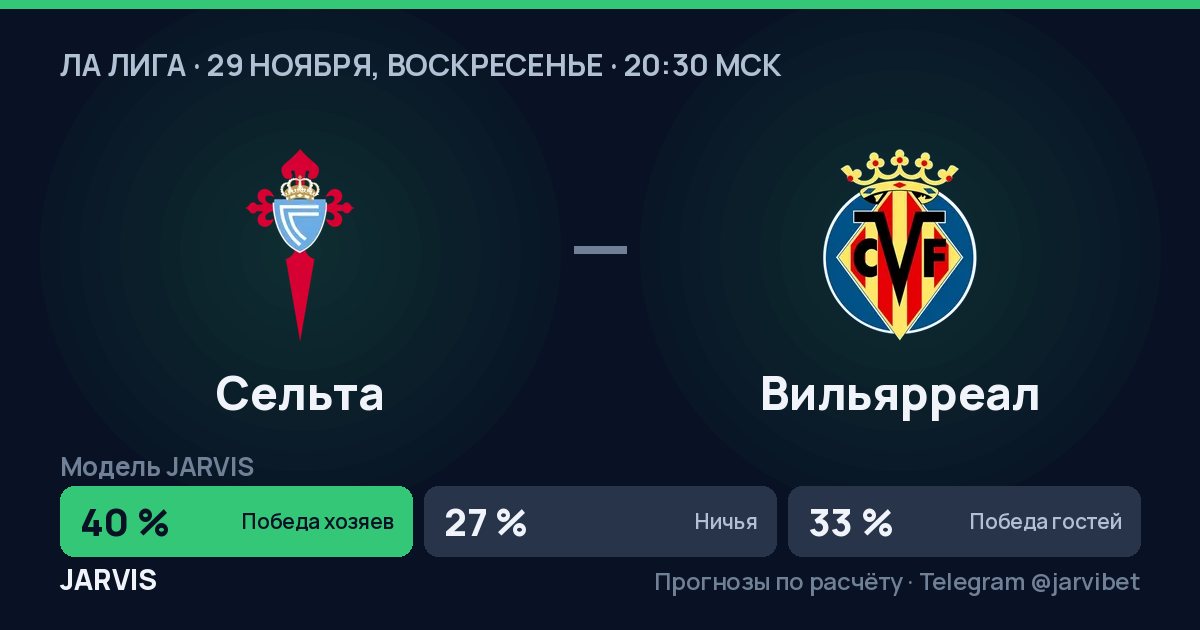 ЛА ЛИГА · 29 НОЯБРЯ, ВОСКРЕСЕНЬЕ · 20:30 МСК
CVF
—
Сельта
Вильярреал
Модель JARVIS
40 % Победа хозяев
27 % Ничья
33 % Победа гостей
JARVIS
Прогнозы по расчёту · Telegram @jarvibet